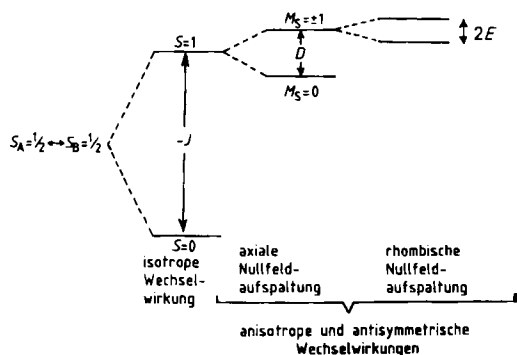 M_S=±1
S=1
D
2E
M_S=0
S_A=½↔S_B=½
-J
S=0
isotrope
Wechsel-
wirkung
axiale
Nullfeld-
aufspaltung
rhombische
Nullfeld-
aufspaltung
anisotrope und antisymmetrische
Wechselwirkungen